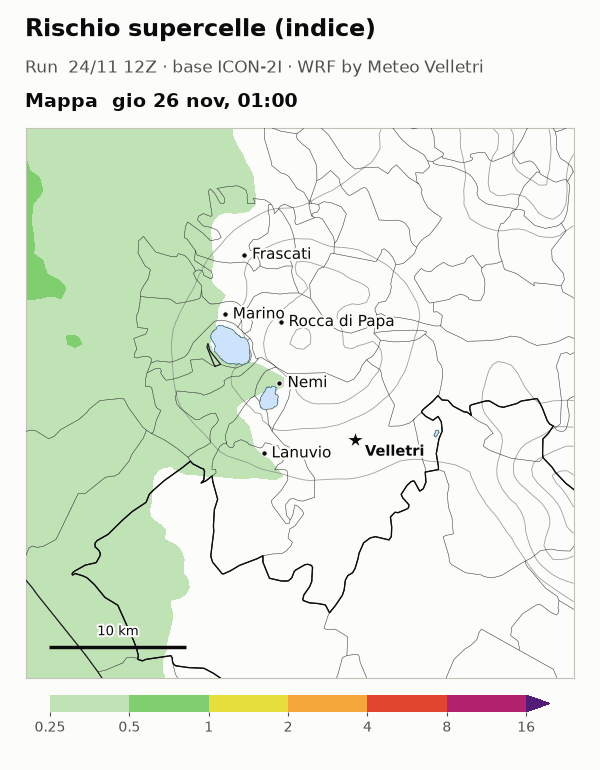 Rischio supercelle (indice)
Run  24/11 12Z · base ICON-2I · WRF by Meteo Velletri
Mappa  gio 26 nov, 01:00
Frascati
Marino
Rocca di Papa
Nemi
Velletri
Lanuvio
10 km
0.25 0.5 1 2 4 8 16